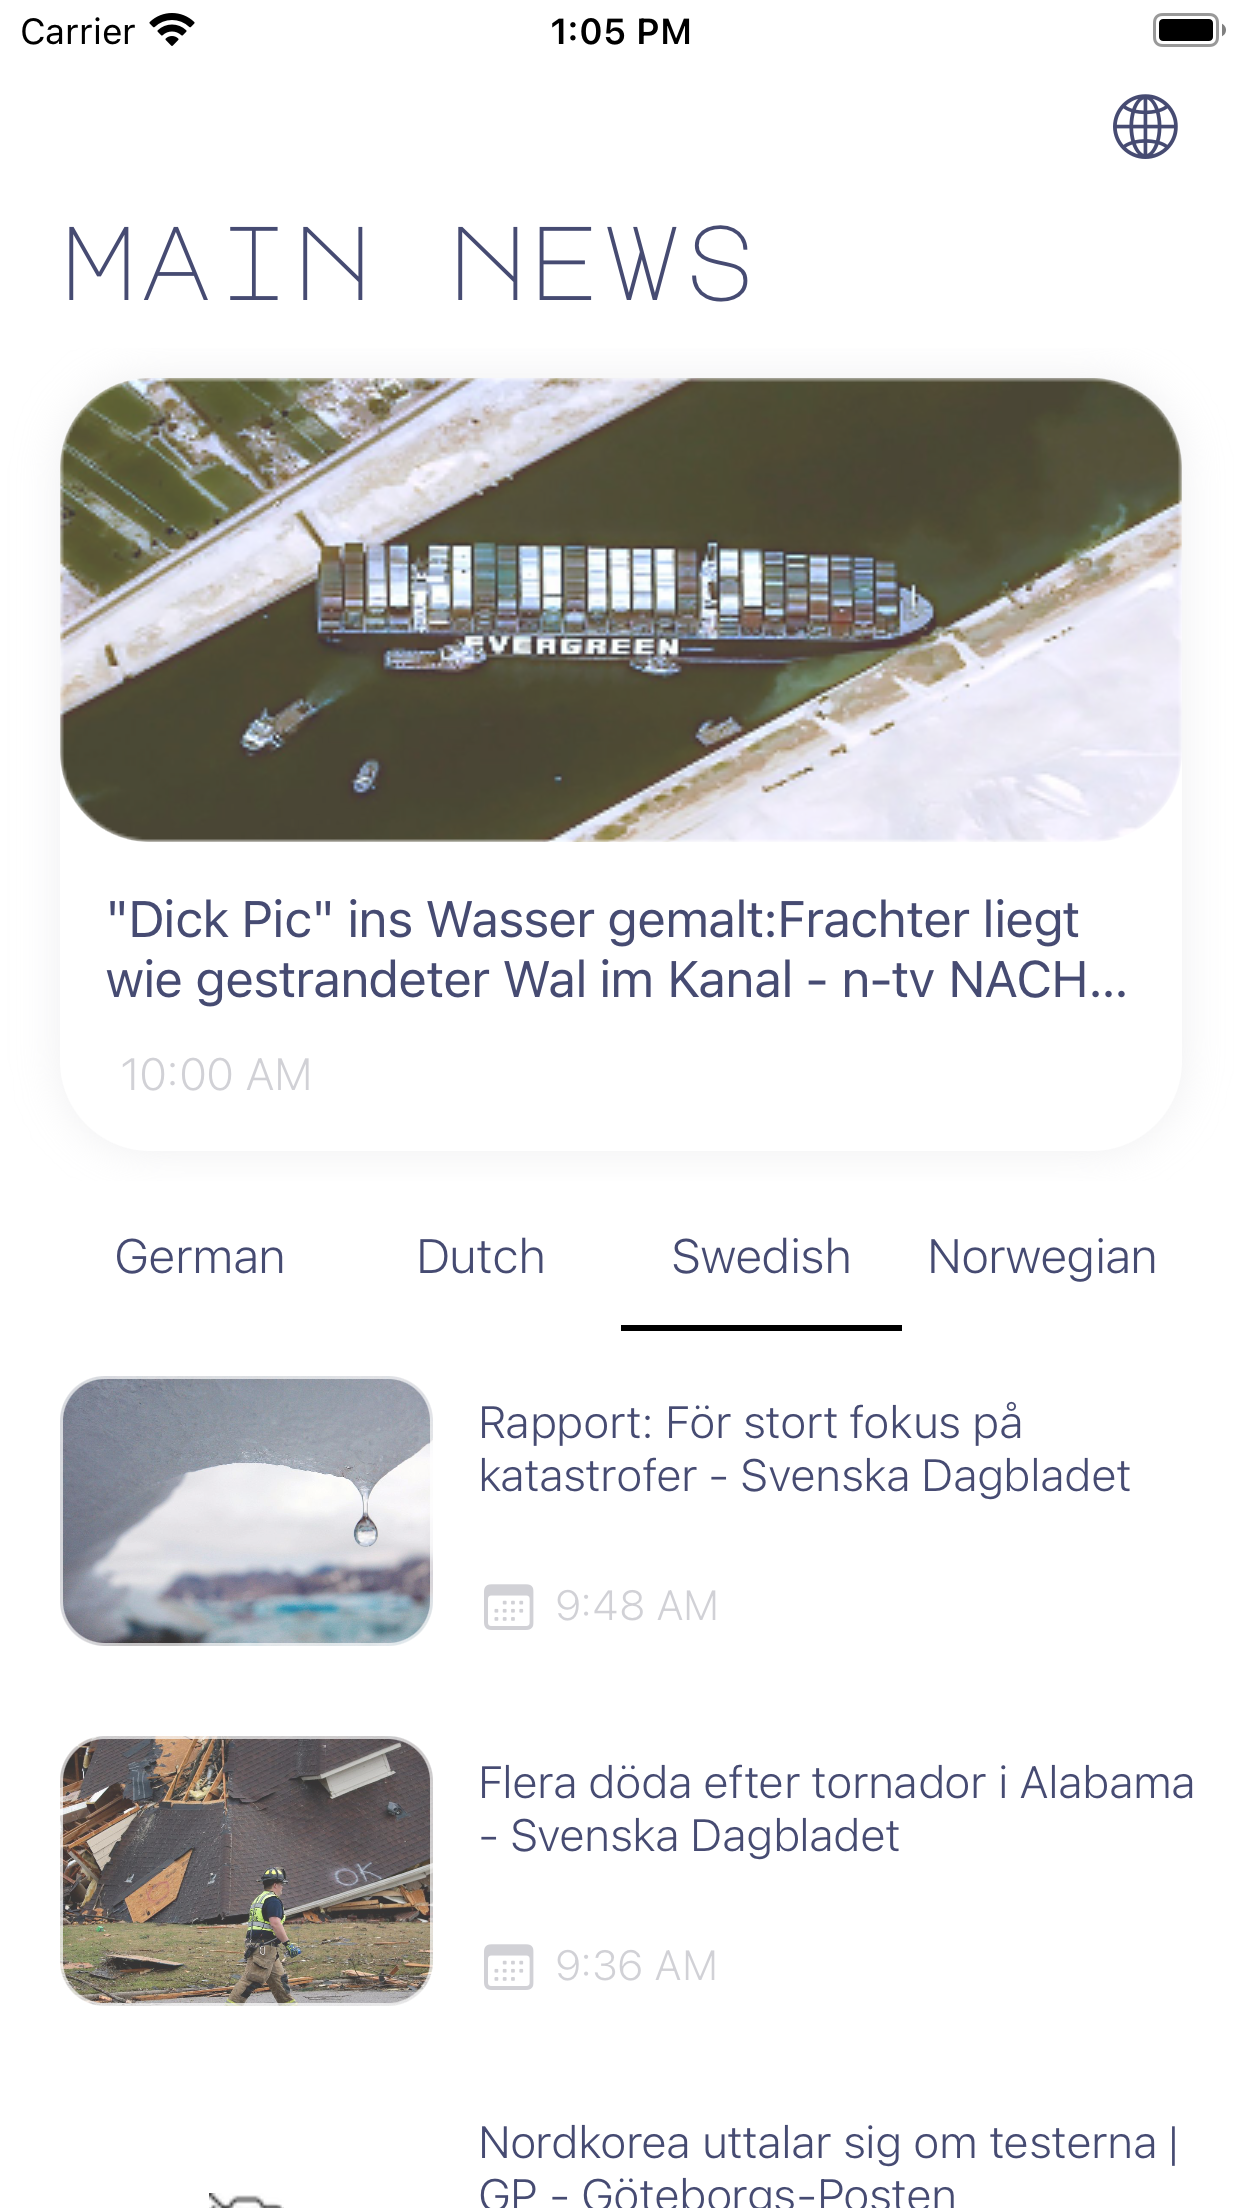 Carrier
1:05 PM
MAIN NEWS
EVERGREEN
"Dick Pic" ins Wasser gemalt:Frachter liegt
wie gestrandeter Wal im Kanal - n-tv NACH...
10:00 AM
German
Dutch
Swedish
Norwegian
Rapport: För stort fokus på
katastrofer - Svenska Dagbladet
9:48 AM
OK
Flera döda efter tornador i Alabama
- Svenska Dagbladet
9:36 AM
Nordkorea uttalar sig om testerna |
GP - Göteborgs-Posten